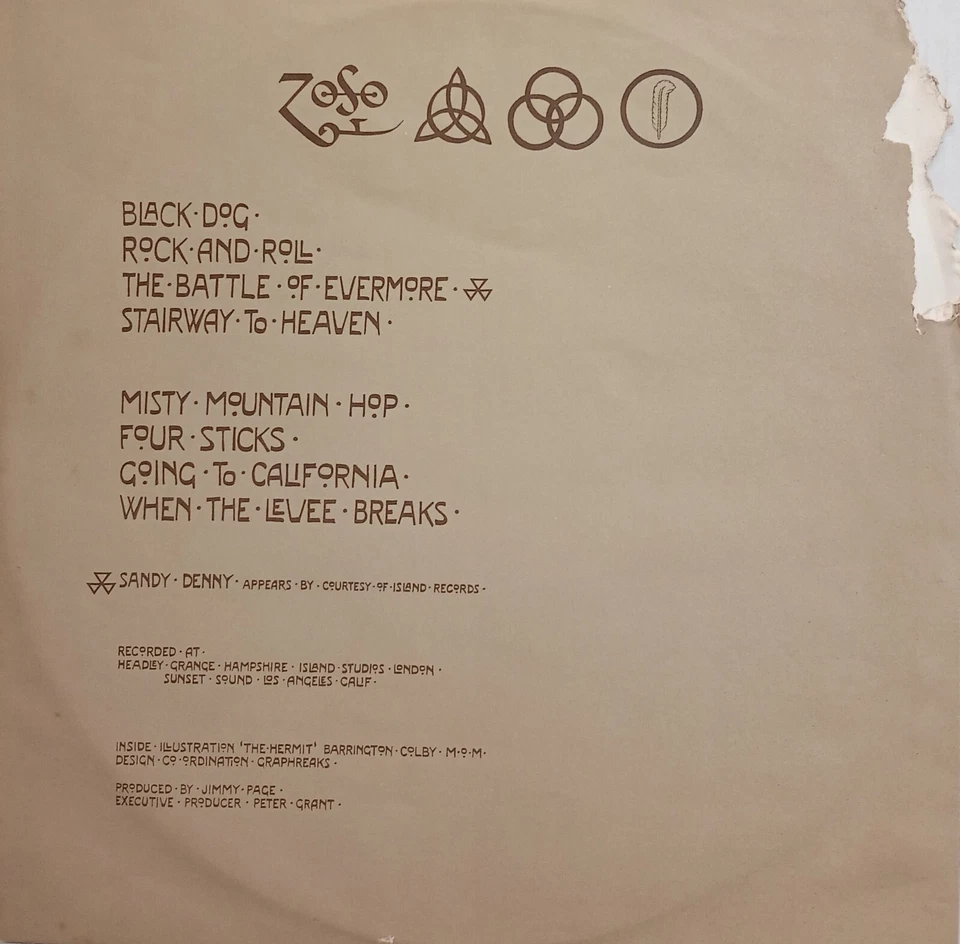 ZoSo
BLACK·DOG·
ROCK·AND·ROLL·
THE·BATTLE·OF·EVERMORE·
STAIRWAY·To·HEAVEN·
MISTY·MOUNTAIN·HOP·
FOUR·STICKS·
GOING·To·CALIFORNIA·
WHEN·THE·LEVEE·BREAKS·
SANDY·DENNY·APPEARS·BY·COURTESY·OF·ISLAND·RECORDS·
RECORDED·AT·
HEADLEY·GRANGE·HAMPSHIRE·ISLAND·STUDIOS·LONDON·
SUNSET·SOUND·LOS·ANGELES·CALIF·
INSIDE·ILLUSTRATION 'THE·HERMIT' BARRINGTON·COLBY·M·O·M·
DESIGN·CO·ORDINATION·GRAPHREAKS·
PRODUCED·BY·JIMMY·PAGE·
EXECUTIVE·PRODUCER·PETER·GRANT·